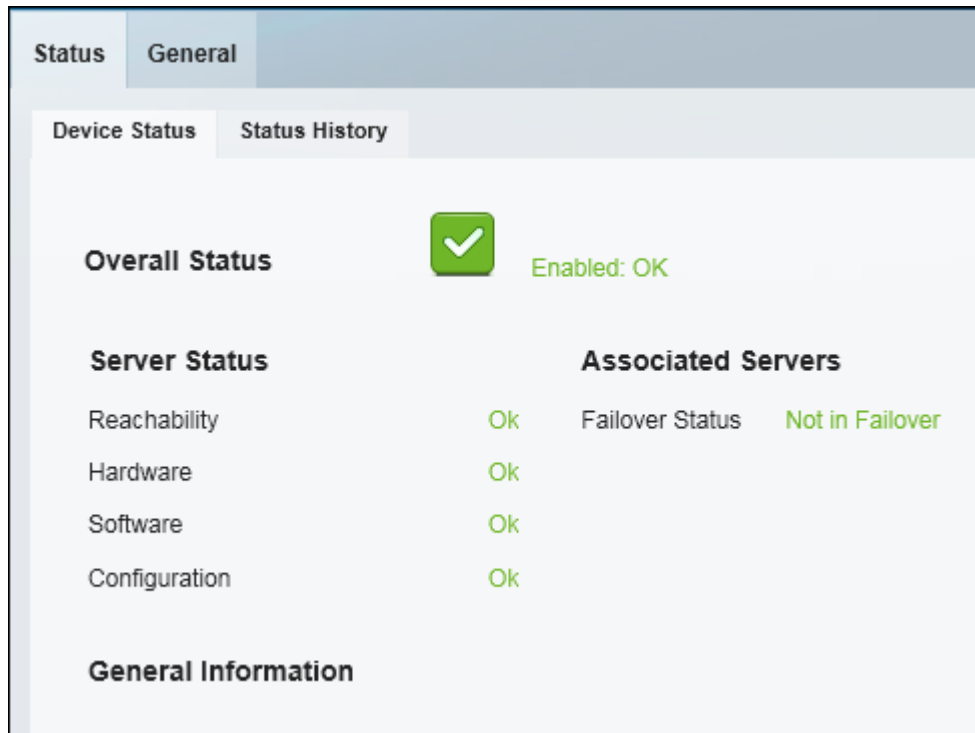 Status General
Device Status Status History
Overall Status Enabled: OK
Server Status Associated Servers
Reachability Ok Failover Status Not in Failover
Hardware Ok
Software Ok
Configuration Ok
General Information